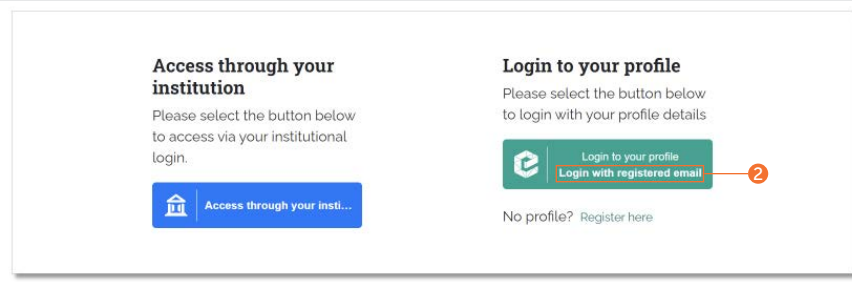 Access through your
institution
Please select the button below
to access via your institutional
login.
Access through your insti...
Login to your profile
Please select the button below
to login with your profile details
Login to your profile
Login with registered email
2
No profile? Register here